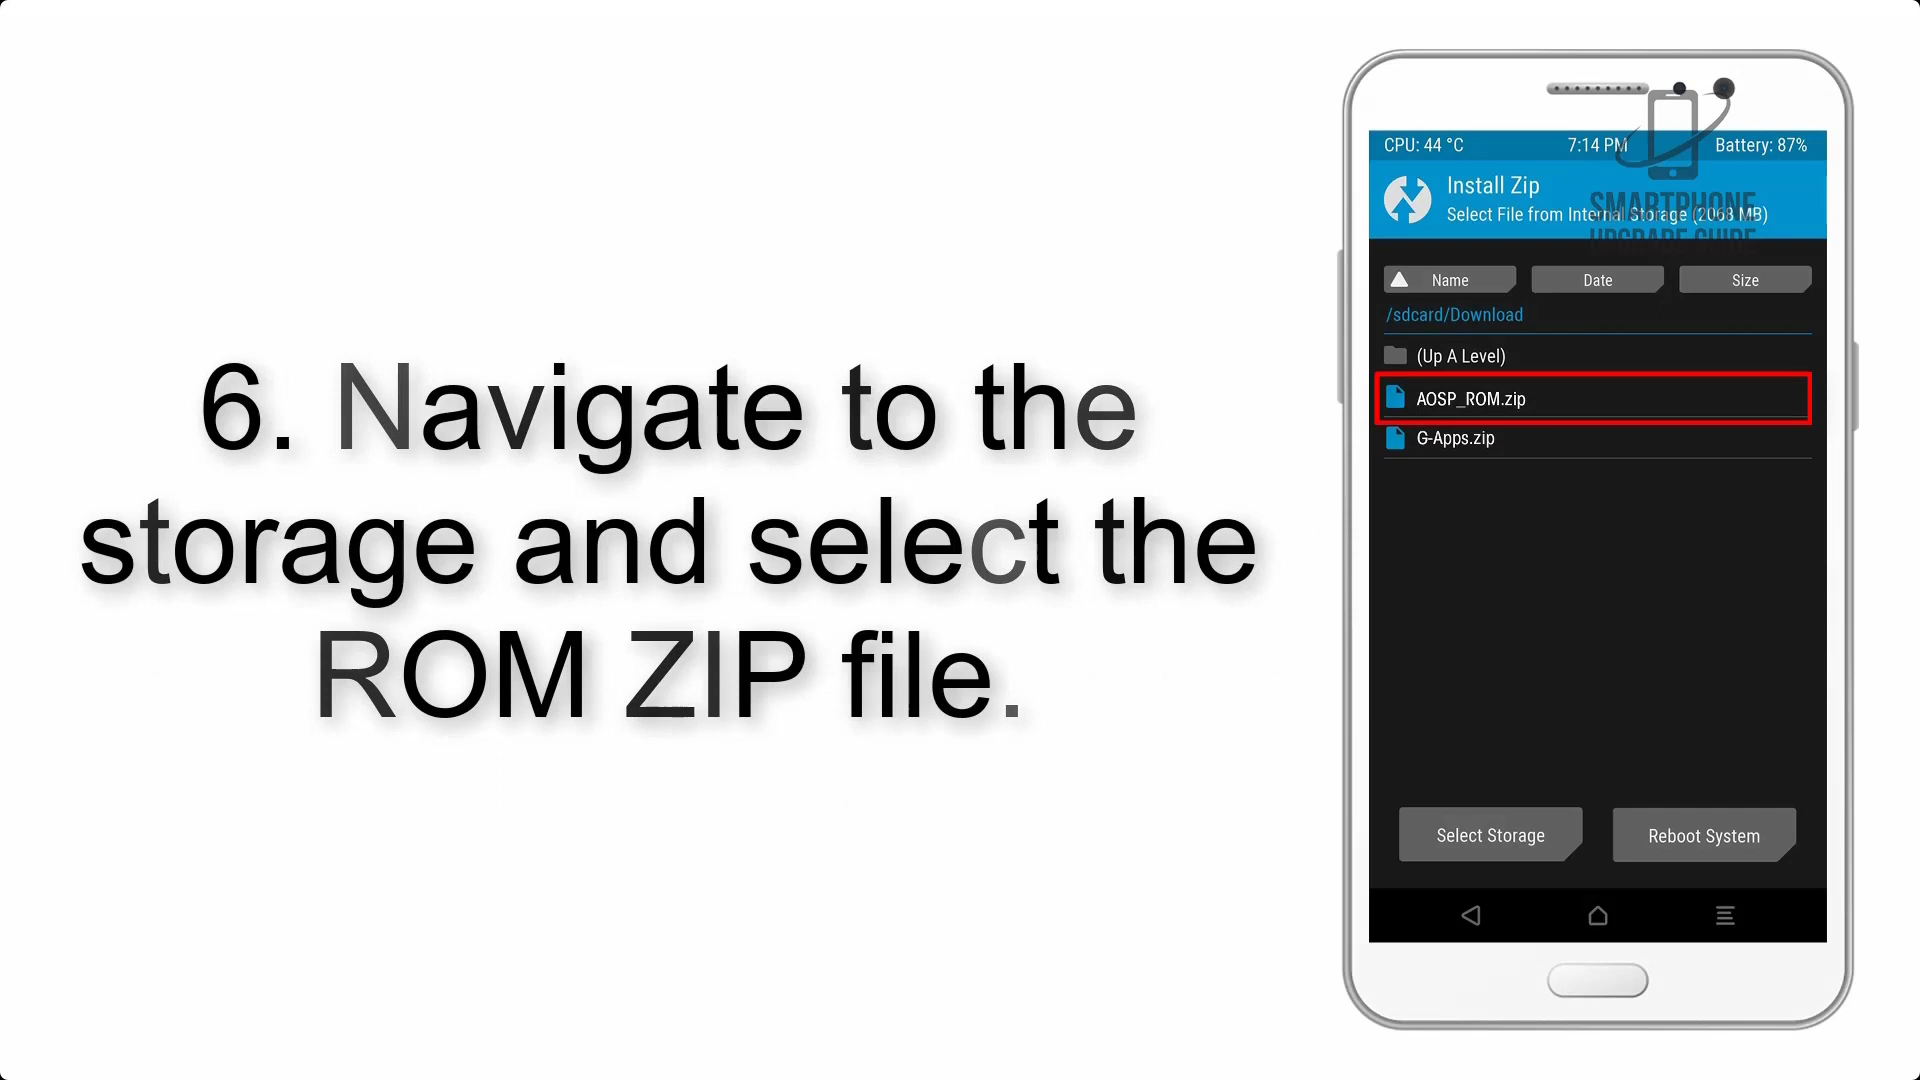 6. Navigate to the
storage and select the
ROM ZIP file.
CPU: 44 °C 7:14 PM Battery: 87%
Install Zip
Select File from Internal Storage (2068 MB)
SMARTPHONE
UPGRADE GUIDE
Name Date Size
/sdcard/Download
(Up A Level)
AOSP_ROM.zip
G-Apps.zip
Select Storage Reboot System